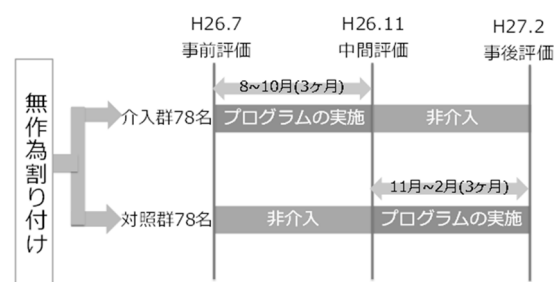 H26.7
事前評価
H26.11
中間評価
H27.2
事後評価
無作為割り付け
8~10月(3ケ月)
介入群78名
プログラムの実施
非介入
11月~2月(3ケ月)
対照群78名
非介入
プログラムの実施